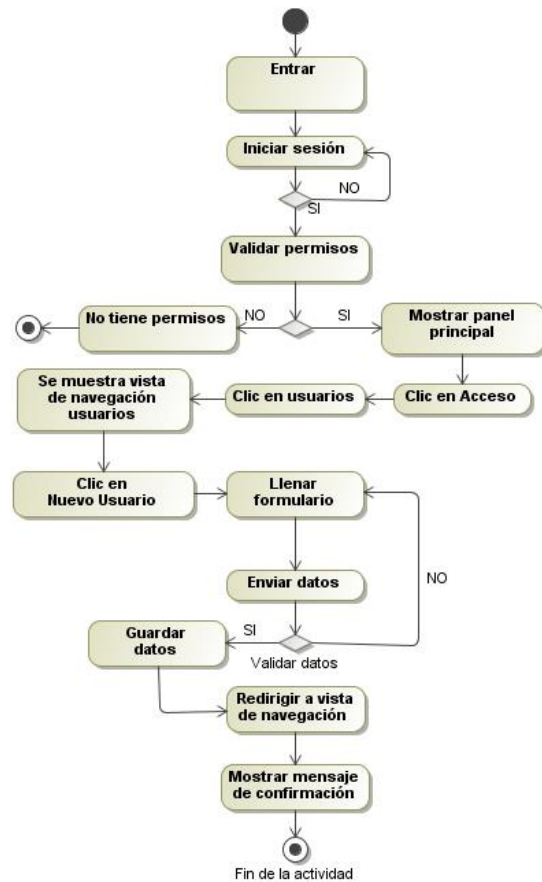 Entrar
Iniciar sesión
NO
SI
Validar permisos
No tiene permisos
NO
SI
Mostrar panel
principal
Se muestra vista
de navegación
usuarios
Clic en usuarios
Clic en Acceso
Clic en
Nuevo Usuario
Llenar
formulario
Enviar datos
NO
Guardar
datos
SI
Validar datos
Redirigir a vista
de navegación
Mostrar mensaje
de confirmación
Fin de la actividad